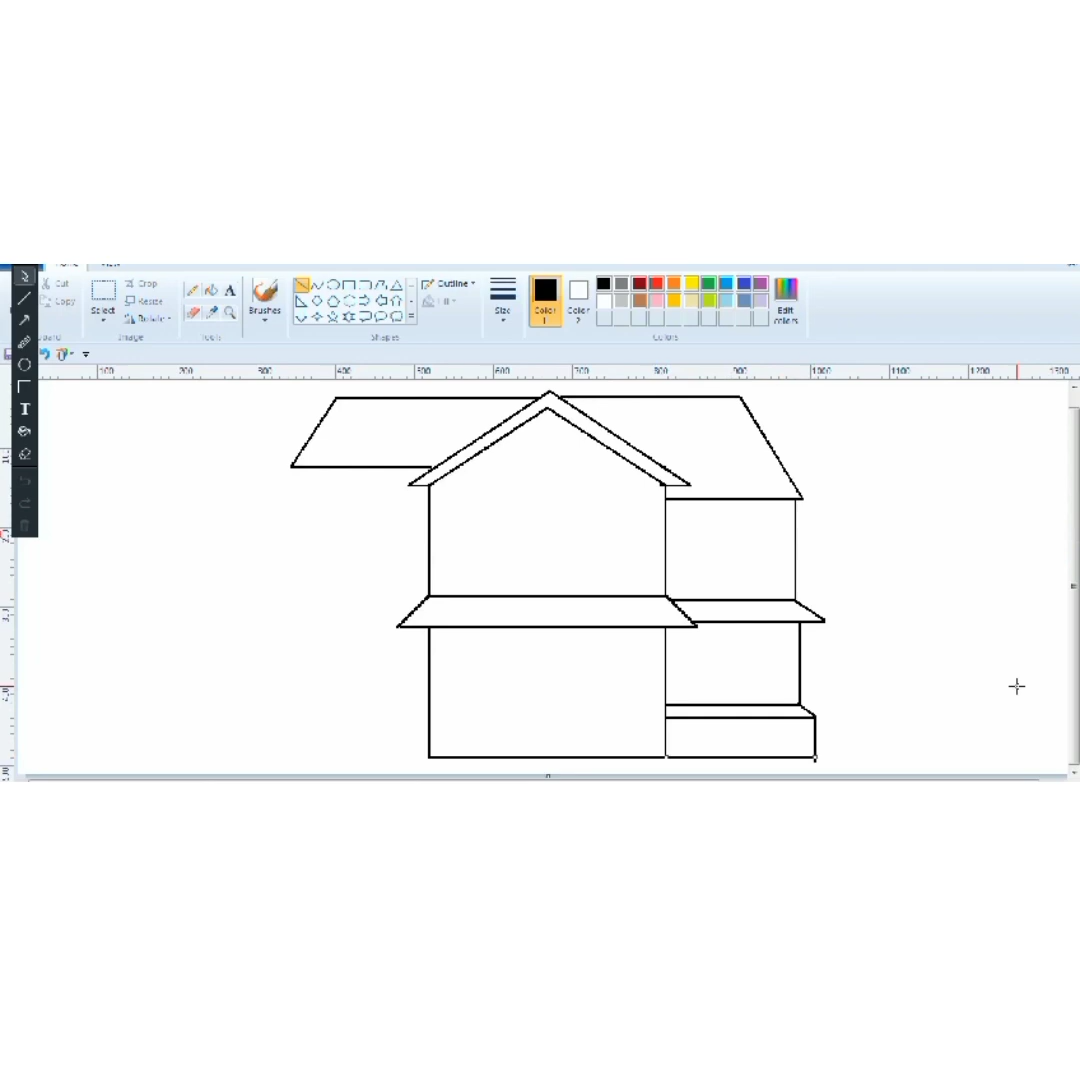 Cut
Crop
Outline
Copy
Select
Resize
A
Fill
Rotate
Brushes
Size
Color
Color
Edit
1
2
colors
Image
Tools
Shapes
Colors
100 200 300 400 500 600 700 800 900 1000 1100 1200 1300
T